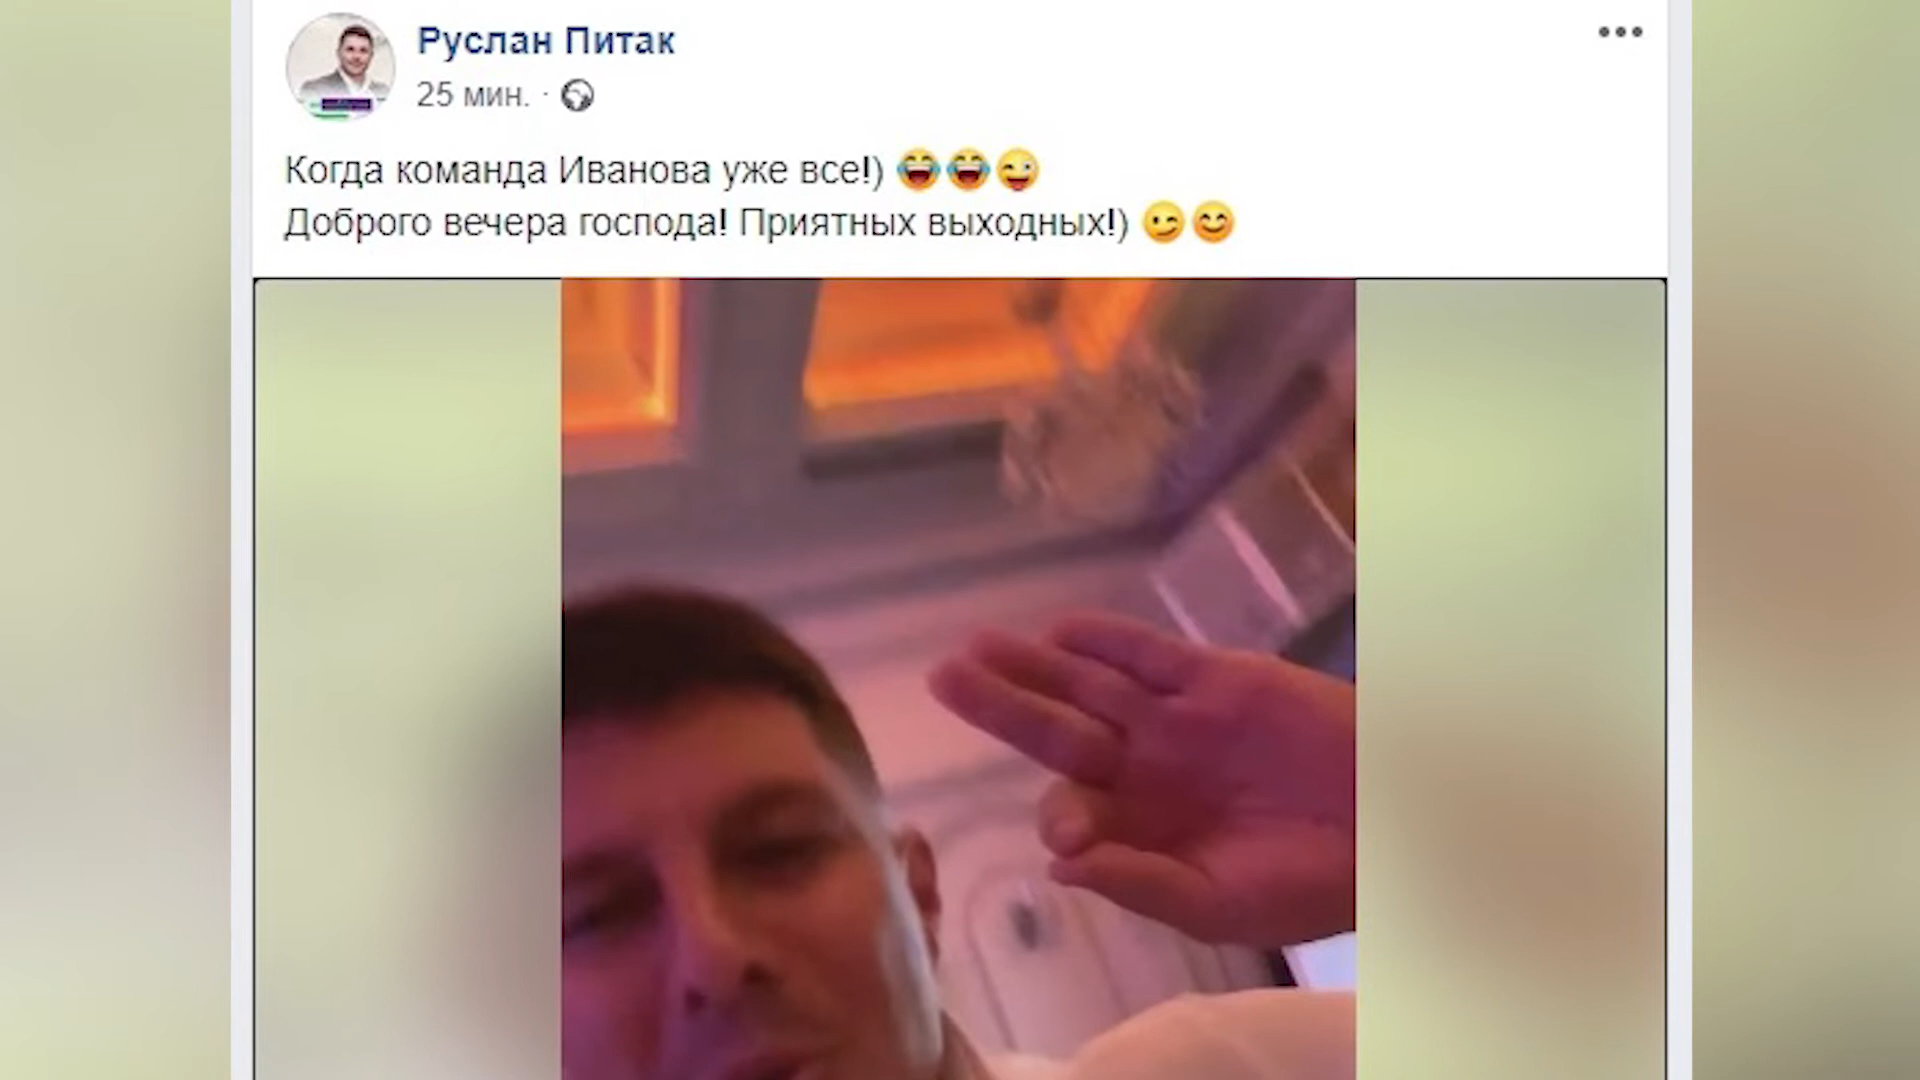 Руслан Питак
25 мин. ·
Когда команда Иванова уже все!) 😂😂😜
Доброго вечера господа! Приятных выходных!) 😉😊